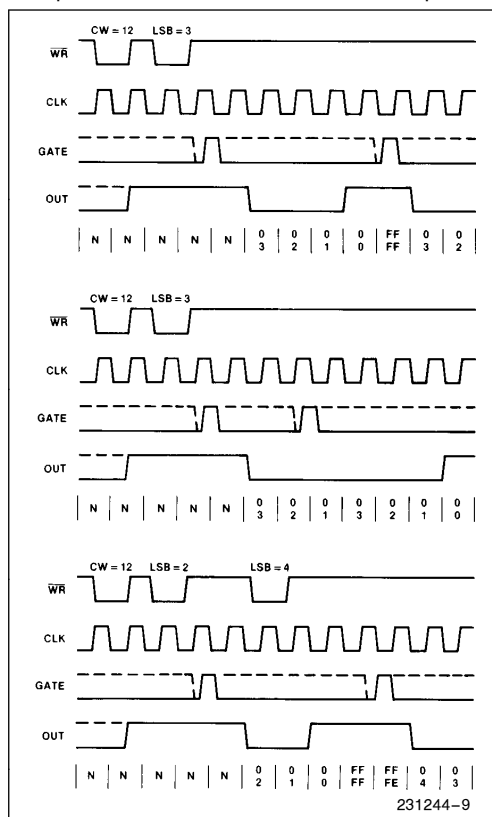 CW = 12 LSB = 3
WR
CLK
GATE
OUT
N N N N N 0 0 0 0 FF 0 0
3 2 1 0 FF 3 2
CW = 12 LSB = 3
WR
CLK
GATE
OUT
N N N N N 0 0 0 0 0 0 0
3 2 1 3 2 1 0
CW = 12 LSB = 2 LSB = 4
WR
CLK
GATE
OUT
N N N N N 0 0 0 FF FF 0 0
2 1 0 FF FE 4 3
231244-9